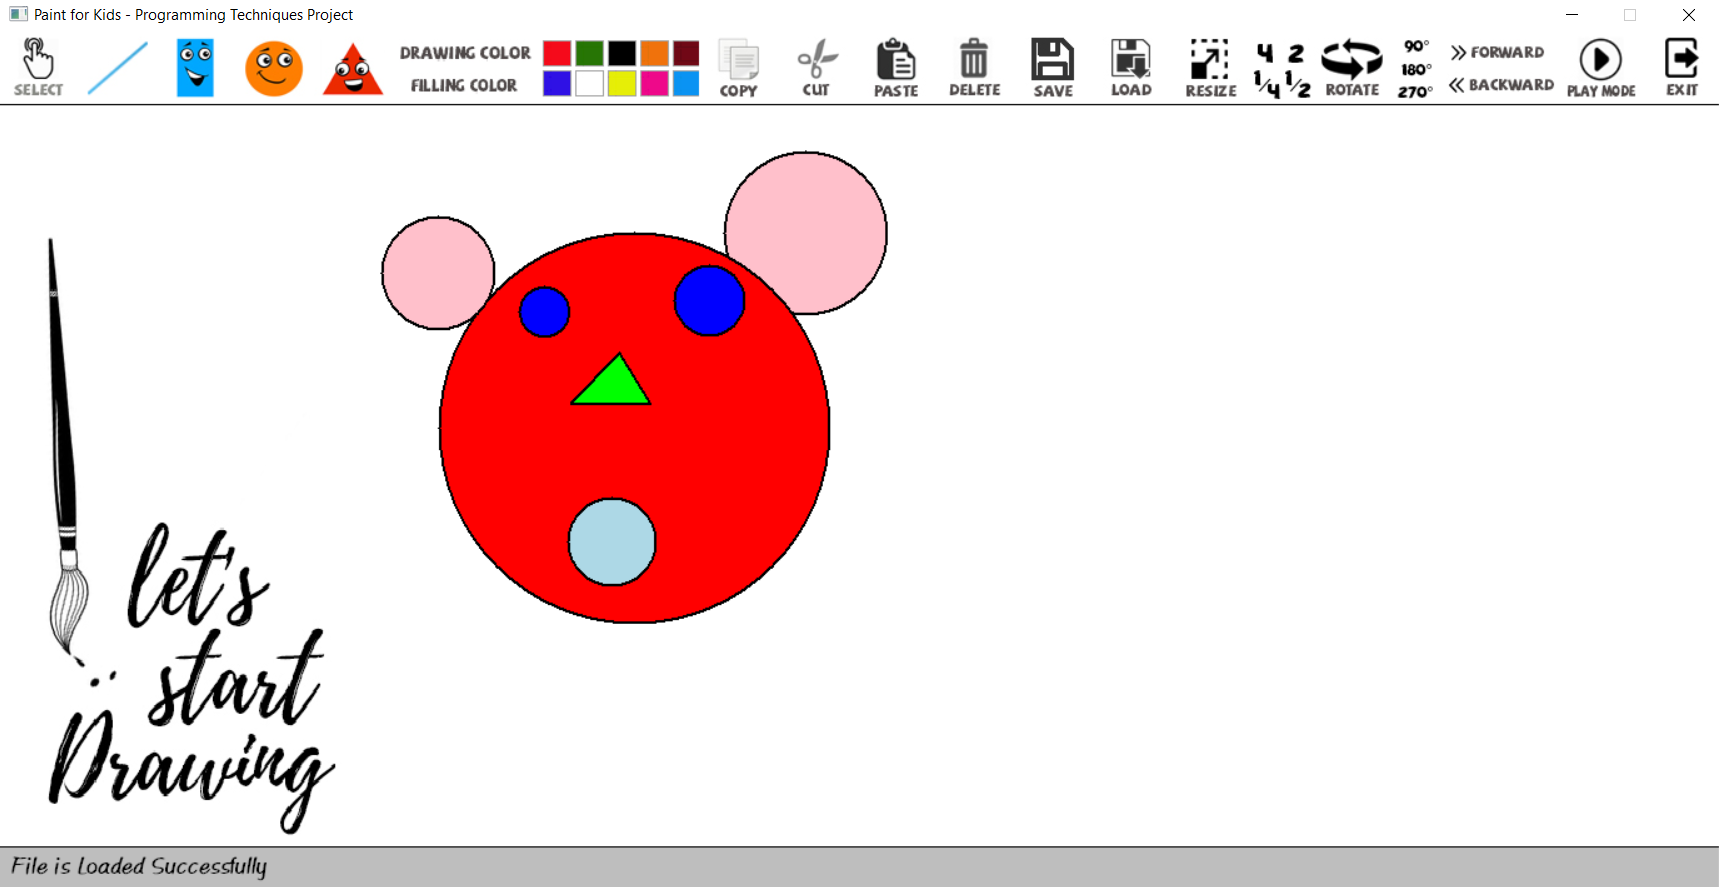 Paint for Kids - Programming Techniques Project
SELECT
DRAWING COLOR
FILLING COLOR
COPY
CUT
PASTE
DELETE
SAVE
LOAD
RESIZE
4 2
1/4 1/2
ROTATE
90°
180°
270°
>> FORWARD
<< BACKWARD
PLAY MODE
EXIT
let's
start
Drawing
File is Loaded Successfully